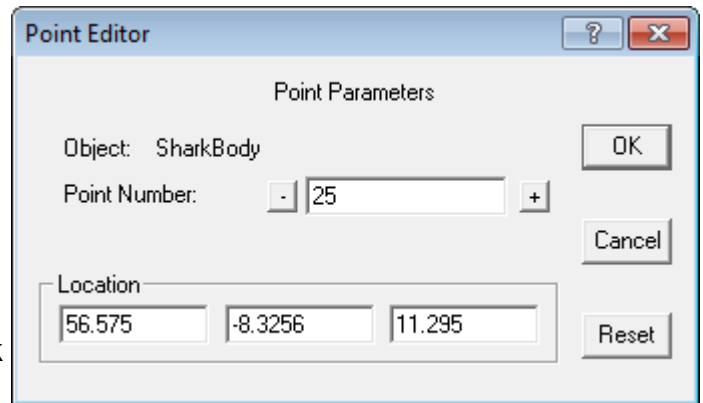 Point Editor
Point Parameters
Object: SharkBody
OK
Point Number: - 25 +
Cancel
Location
56.575 -8.3256 11.295
Reset